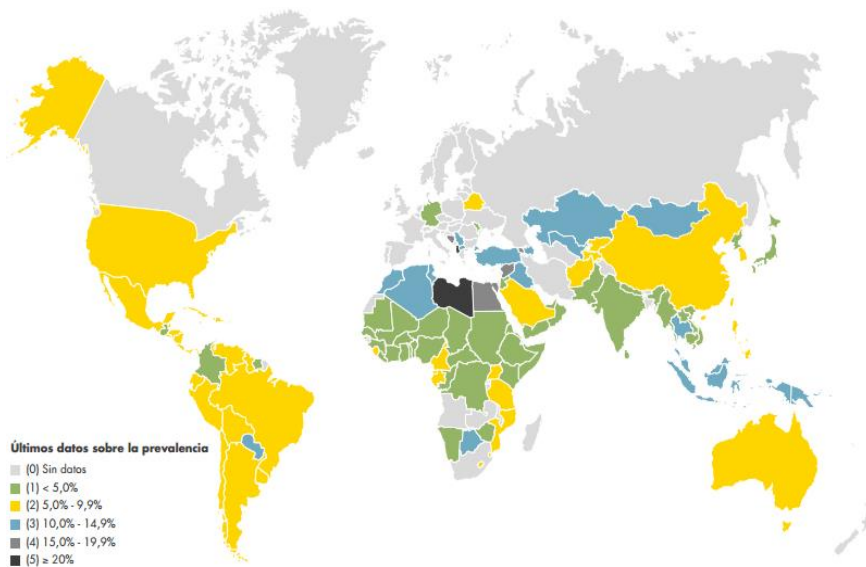 Últimos datos sobre la prevalencia
(0) Sin datos
(1) < 5,0%
(2) 5,0% - 9,9%
(3) 10,0% - 14,9%
(4) 15,0% - 19,9%
(5) ≥ 20%